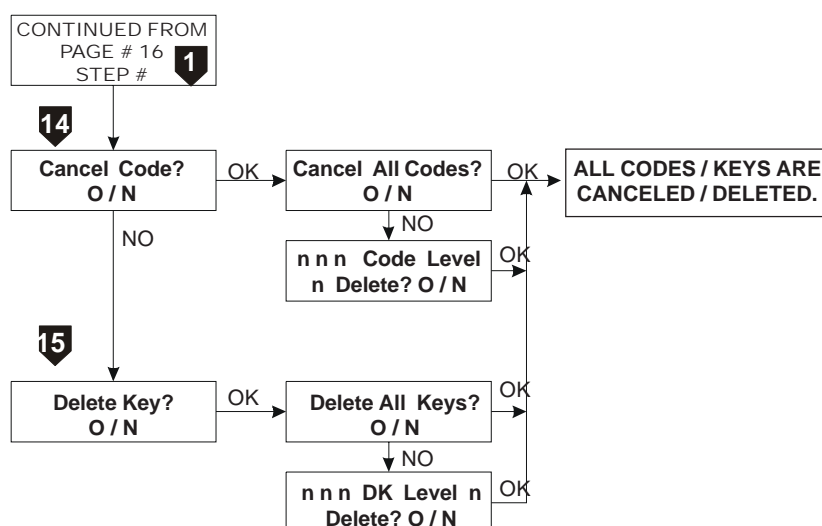 CONTINUED FROM
PAGE # 16
STEP #
1
14
Cancel Code?
O / N
OK
Cancel All Codes?
O / N
OK
ALL CODES / KEYS ARE
CANCELED / DELETED.
NO
NO
n n n Code Level
n Delete? O / N
OK
15
Delete Key?
O / N
OK
Delete All Keys?
O / N
OK
NO
n n n DK Level n
Delete? O / N
OK